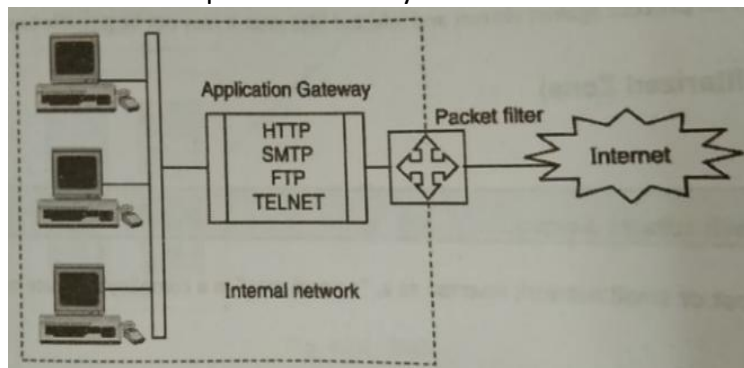 Application Gateway
HTTP
SMTP
FTP
TELNET
Packet filter
Internet
Internal network